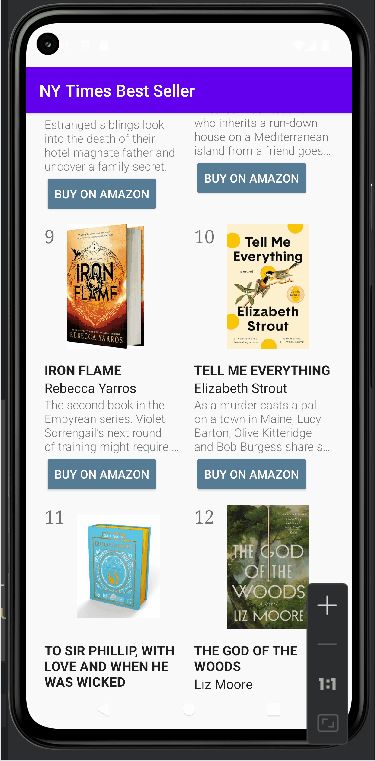 NY Times Best Seller
Estranged siblings look
into the death of their
hotel magnate father and
uncover a family secret.
BUY ON AMAZON
who inherits a run-down
house on a Mediterranean
island from a friend goes...
BUY ON AMAZON
9
IRON
FLAME
REBECCA YARROS
IRON FLAME
Rebecca Yarros
The second book in the
Empyrean series. Violet
Sorrengail's next round
of training might require ...
BUY ON AMAZON
10
Tell Me
Everything
Elizabeth
Strout
TELL ME EVERYTHING
Elizabeth Strout
As a murder casts a pall
on a town in Maine, Lucy
Barton, Olive Kitteridge
and Bob Burgess share s...
BUY ON AMAZON
11
TO SIR PHILLIP, WITH
LOVE AND WHEN HE
WAS WICKED
12
THE GOD
OF THE
WOODS
LIZ MOORE
THE GOD OF THE
WOODS
Liz Moore
1:1